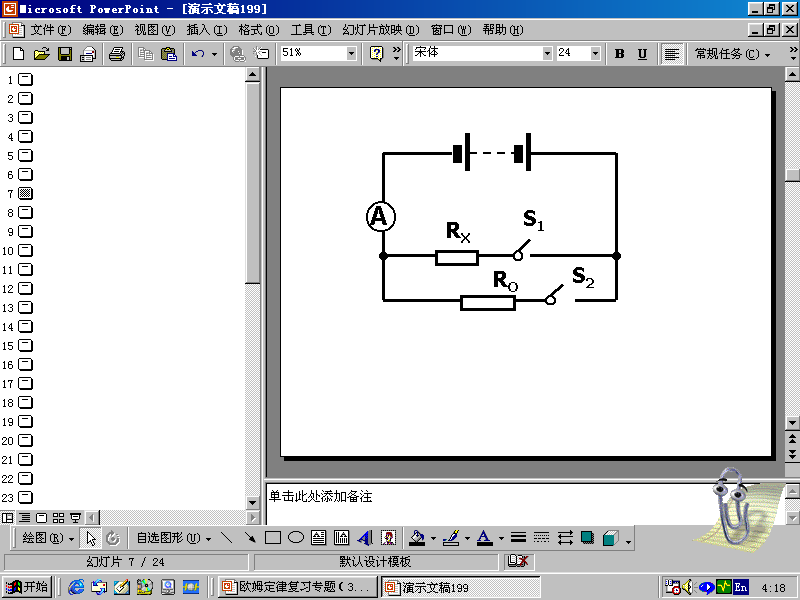 Microsoft PowerPoint - [演示文稿199]
文件(F) 编辑(E) 视图(V) 插入(I) 格式(O) 工具(T) 幻灯片放映(D) 窗口(W) 帮助(H)
51% 宋体 24 B U 常规任务(C)
1
2
3
4
5
6
7
8
9
10
11
12
13
14
15
16
17
18
19
20
21
22
23
A
RX
S1
RO
S2
单击此处添加备注
绘图(R) 自选图形(U)
幻灯片 7 / 24 默认设计模板
开始 欧姆定律复习专题(3... 演示文稿199 En 4:18